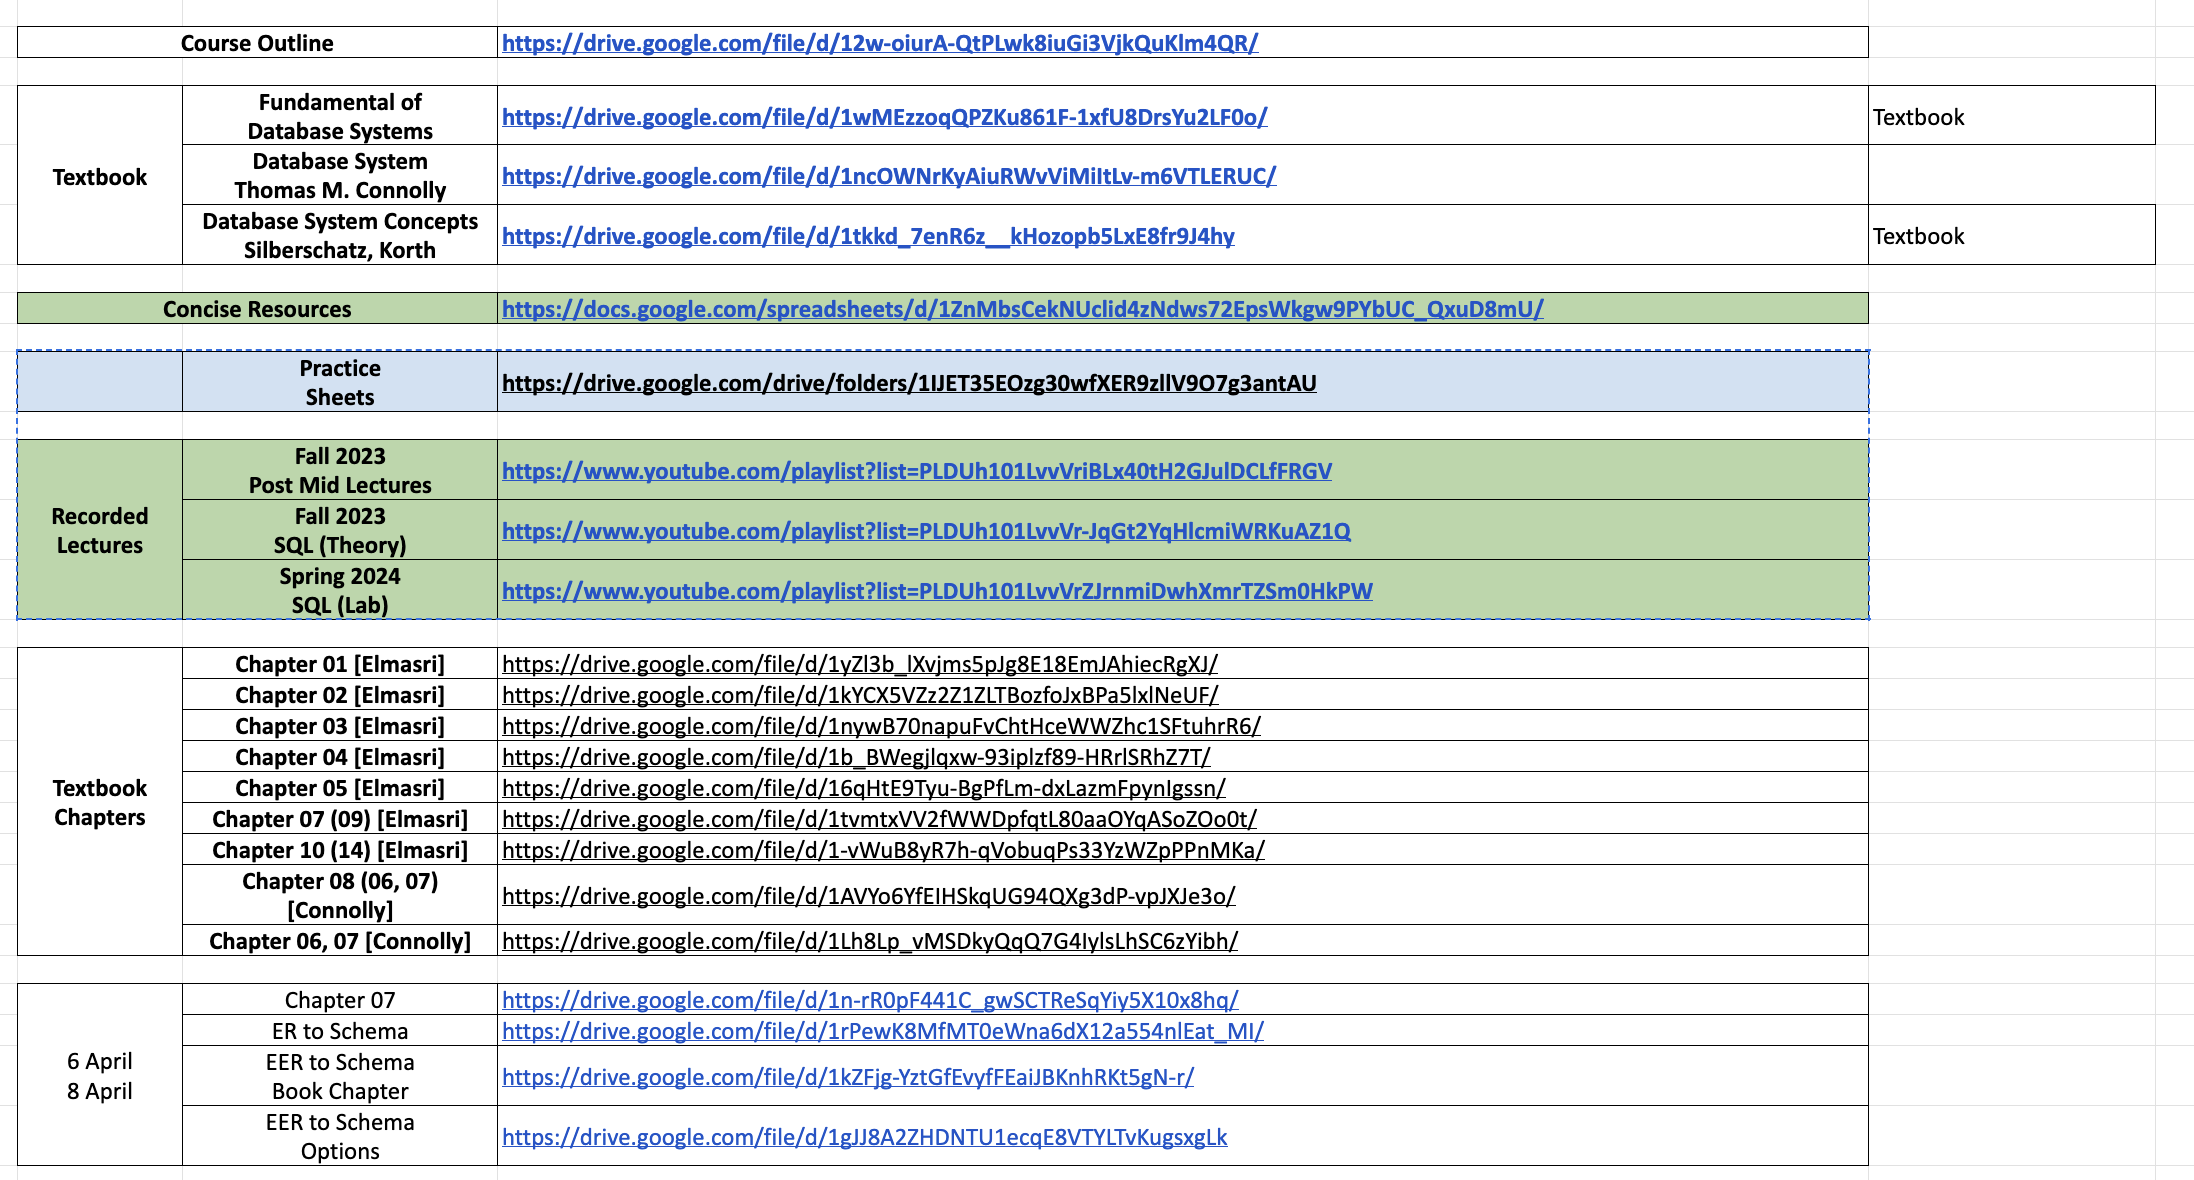 Course Outline
https://drive.google.com/file/d/12w-oiurA-QtPLwk8iuGi3VjkQuKlm4QR/
Textbook
Fundamental of
Database Systems
https://drive.google.com/file/d/1wMEzzoqQPZKu861F-1xfU8DrsYu2LF0o/
Textbook
Database System
Thomas M. Connolly
https://drive.google.com/file/d/1ncOWNrKyAiuRWvViMiItLv-m6VTLERUC/
Database System Concepts
Silberschatz, Korth
https://drive.google.com/file/d/1tkkd_7enR6z__kHozopb5LxE8fr9J4hy
Textbook
Concise Resources
https://docs.google.com/spreadsheets/d/1ZnMbsCekNUclid4zNdws72EpsWkgw9PYbUC_QxuD8mU/
Practice
Sheets
https://drive.google.com/drive/folders/1IJET35EOzg30wfXER9zllV9O7g3antAU
Recorded
Lectures
Fall 2023
Post Mid Lectures
https://www.youtube.com/playlist?list=PLDUh101LvvVriBLx40tH2GJulDCLfFRGV
Fall 2023
SQL (Theory)
https://www.youtube.com/playlist?list=PLDUh101LvvVr-JqGt2YqHlcmiWRKuAZ1Q
Spring 2024
SQL (Lab)
https://www.youtube.com/playlist?list=PLDUh101LvvVrZJrnmiDwhXmrTZSm0HkPW
Textbook
Chapters
Chapter 01 [Elmasri]
https://drive.google.com/file/d/1yZl3b_lXvjms5pJg8E18EmJAhiecRgXJ/
Chapter 02 [Elmasri]
https://drive.google.com/file/d/1kYCX5VZz2Z1ZLTBozfoJxBPa5lxlNeUF/
Chapter 03 [Elmasri]
https://drive.google.com/file/d/1nywB70napuFvChtHceWWZhc1SFtuhrR6/
Chapter 04 [Elmasri]
https://drive.google.com/file/d/1b_BWegjlqxw-93iplzf89-HRrlSRhZ7T/
Chapter 05 [Elmasri]
https://drive.google.com/file/d/16qHtE9Tyu-BgPfLm-dxLazmFpynIgssn/
Chapter 07 (09) [Elmasri]
https://drive.google.com/file/d/1tvmtxVV2fWWDpfqtL80aaOYqASoZOo0t/
Chapter 10 (14) [Elmasri]
https://drive.google.com/file/d/1-vWuB8yR7h-qVobuqPs33YzWZpPPnMKa/
Chapter 08 (06, 07)
[Connolly]
https://drive.google.com/file/d/1AVYo6YfEIHSkqUG94QXg3dP-vpJXJe3o/
Chapter 06, 07 [Connolly]
https://drive.google.com/file/d/1Lh8Lp_vMSDkyQqQ7G4IylsLhSC6zYibh/
6 April
8 April
Chapter 07
https://drive.google.com/file/d/1n-rR0pF441C_gwSCTReSqYiy5X10x8hq/
ER to Schema
https://drive.google.com/file/d/1rPewK8MfMT0eWna6dX12a554nlEat_MI/
EER to Schema
Book Chapter
https://drive.google.com/file/d/1kZFjg-YztGfEvyfFEaiJBKnhRKt5gN-r/
EER to Schema
Options
https://drive.google.com/file/d/1gJJ8A2ZHDNTU1ecqE8VTYLTvKugsxgLk